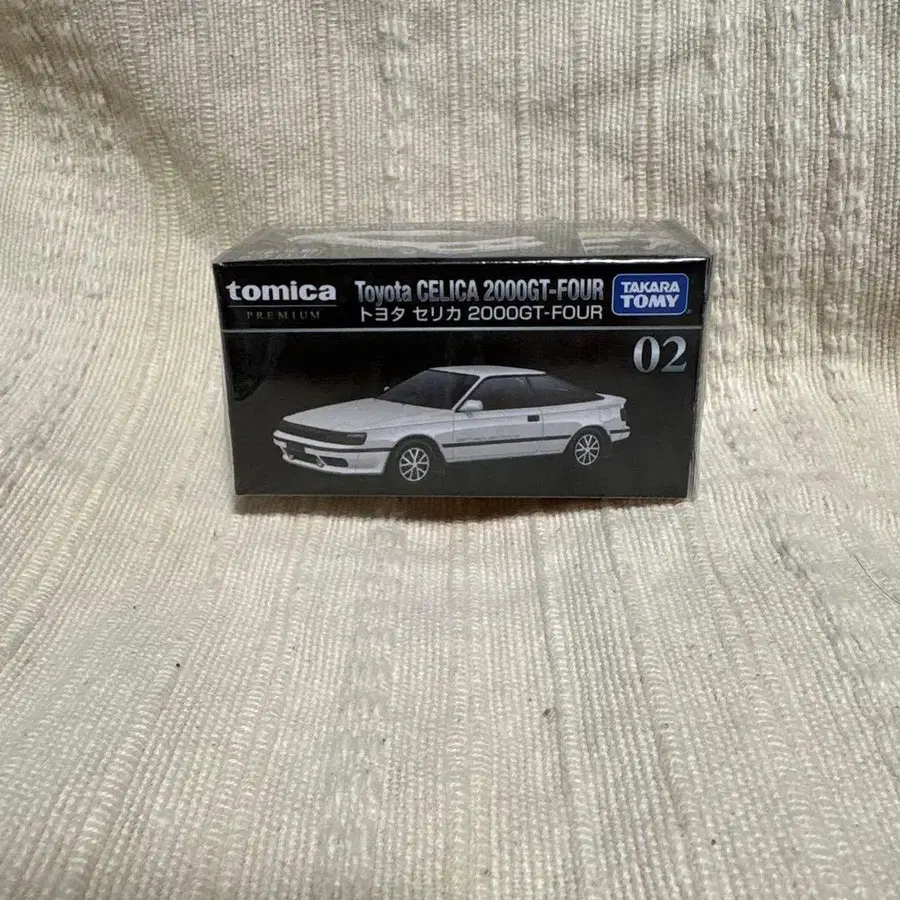 tomica
PREMIUM
Toyota CELICA 2000GT-FOUR
トヨタ セリカ 2000GT-FOUR
TAKARA
TOMY
02